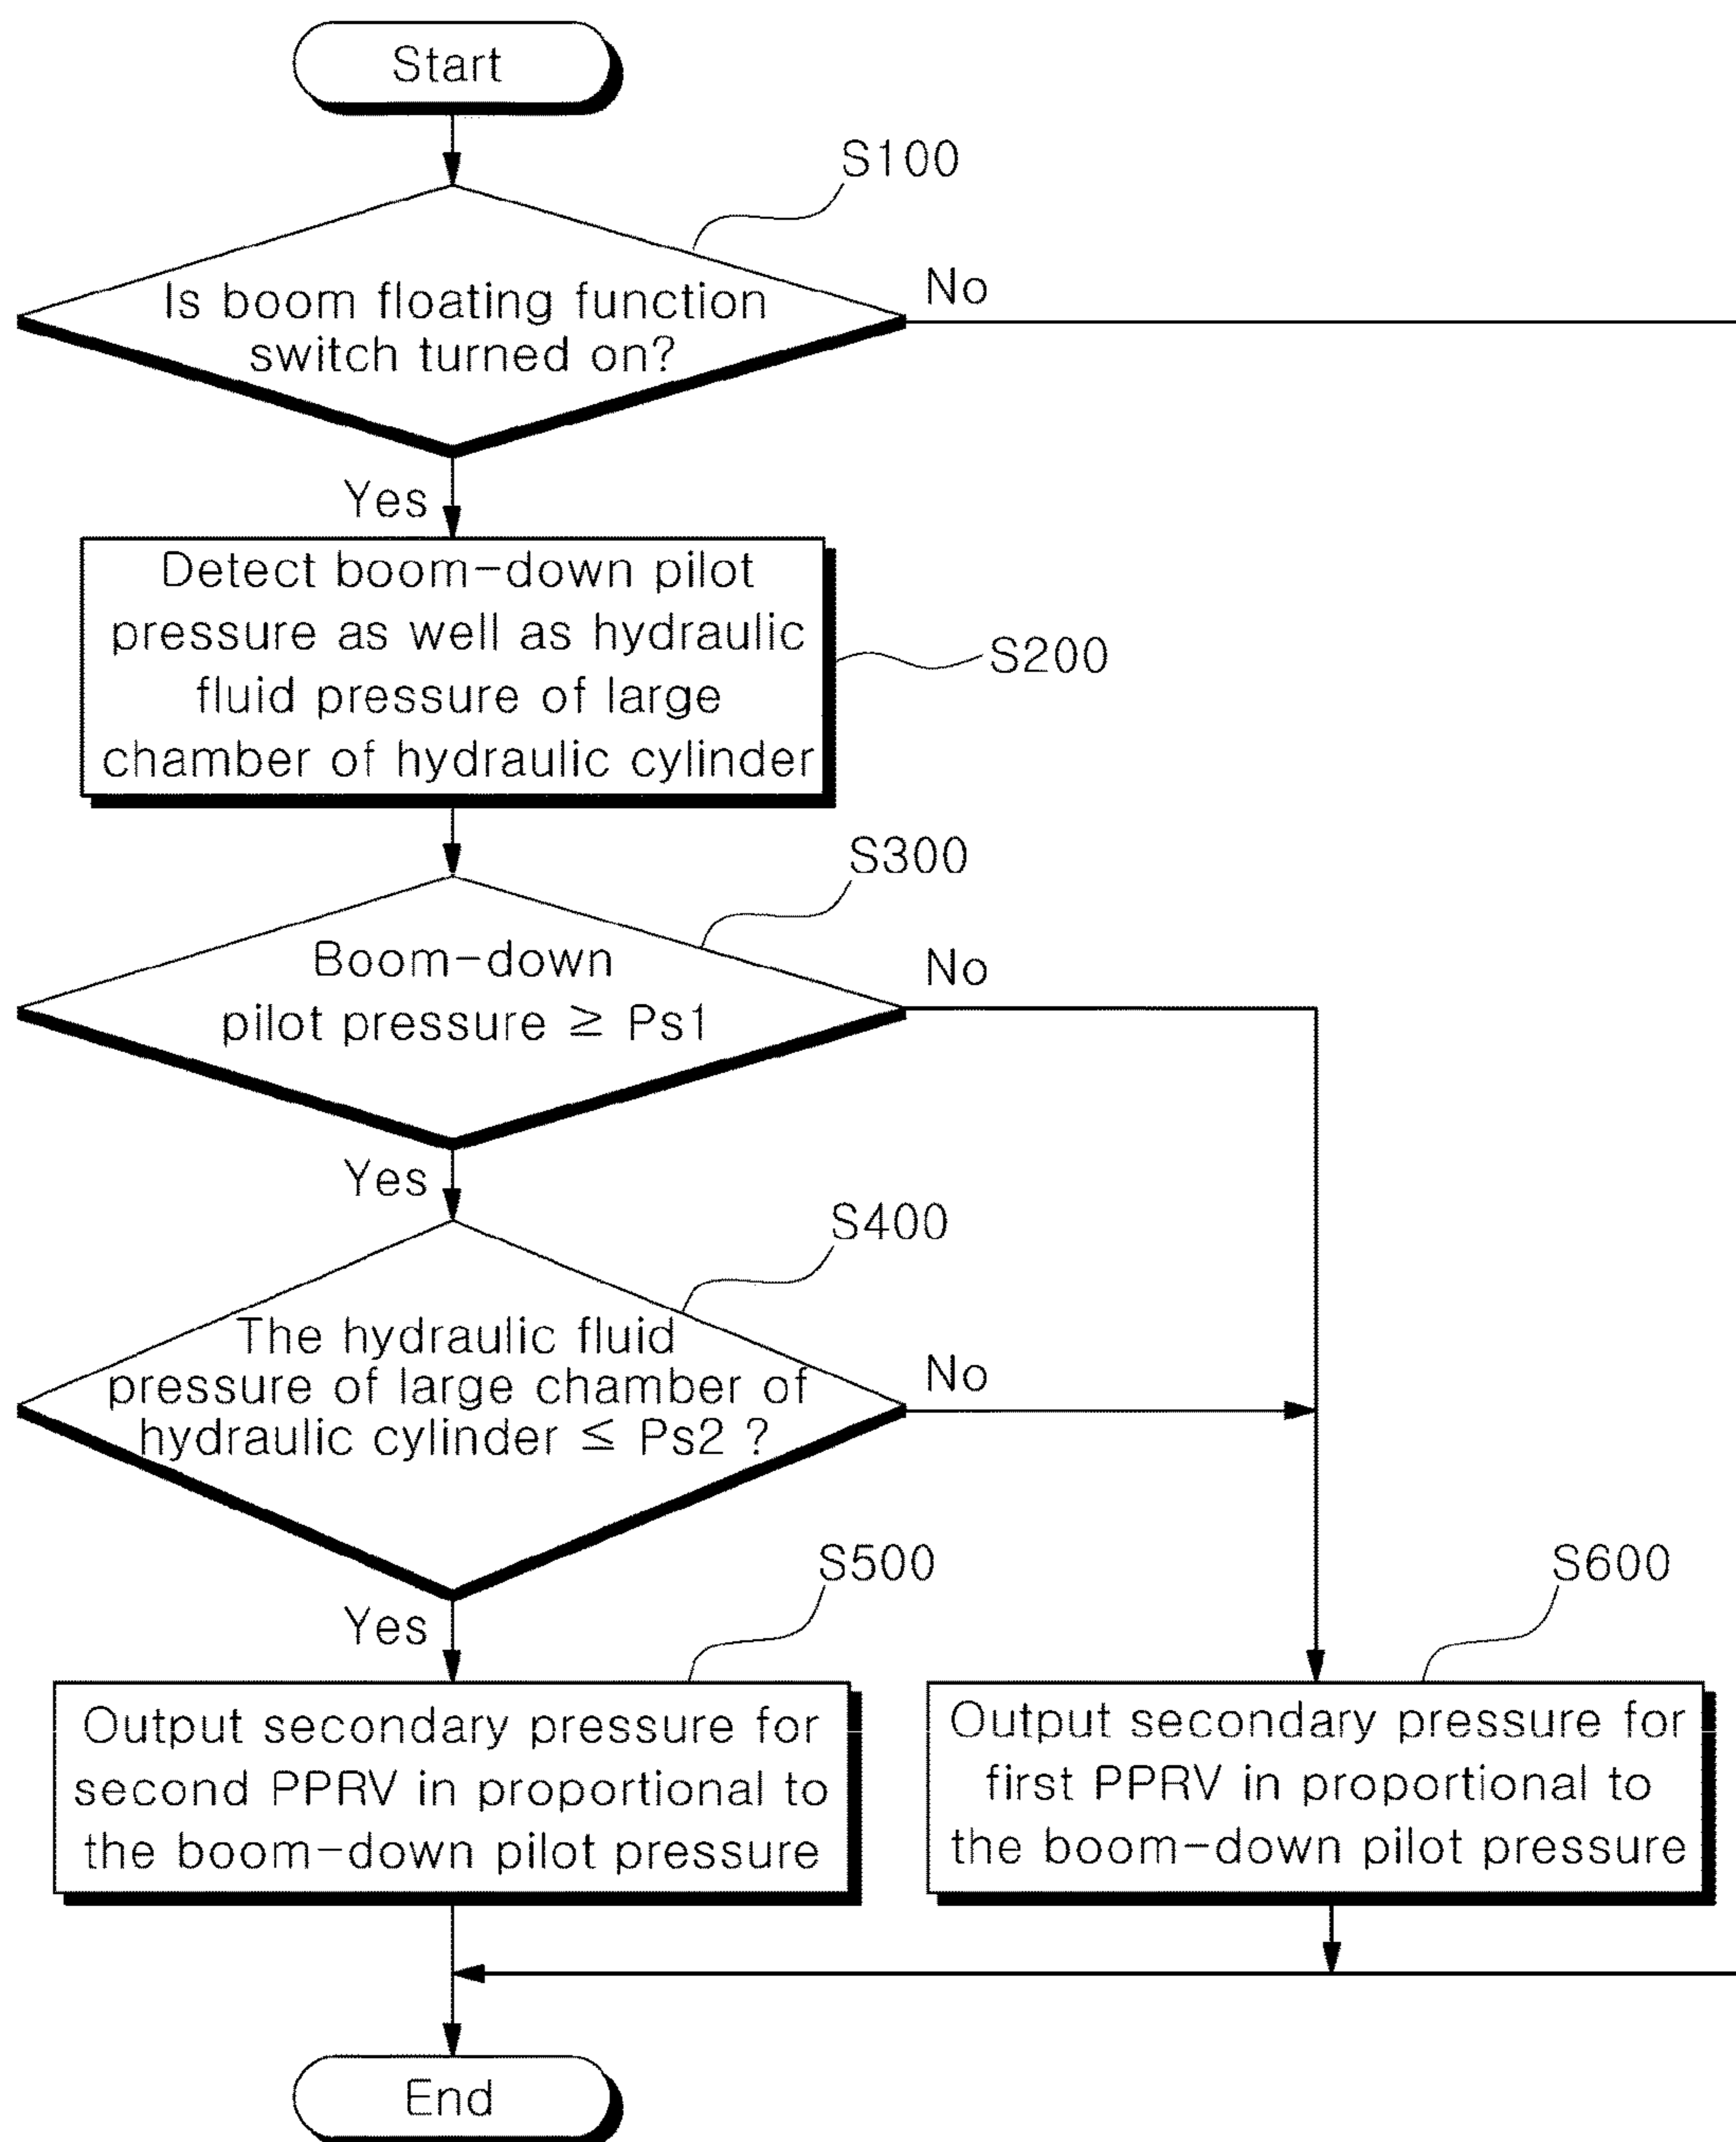 Start
S100
Is boom floating function
switch turned on?
No
Yes
Detect boom-down pilot
pressure as well as hydraulic
fluid pressure of large
chamber of hydraulic cylinder
S200
S300
Boom-down
pilot pressure ≥ Ps1
No
Yes
S400
The hydraulic fluid
pressure of large chamber of
hydraulic cylinder ≤ Ps2 ?
No
Yes
S500
S600
Output secondary pressure for
second PPRV in proportional to
the boom-down pilot pressure
Output secondary pressure for
first PPRV in proportional to
the boom-down pilot pressure
End